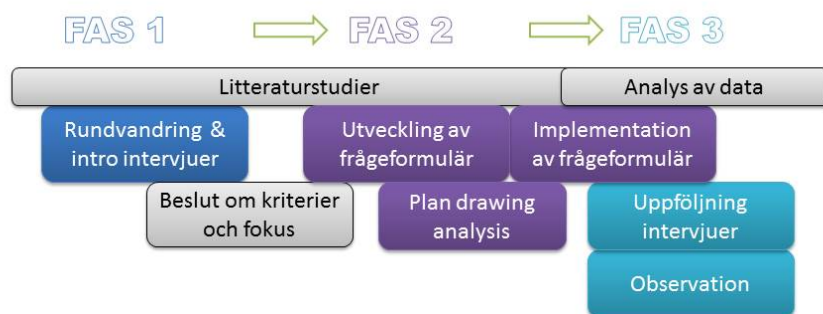 FAS 1 FAS 2 FAS 3
Litteraturstudier Analys av data
Rundvandring &
intro intervjuer
Utveckling av
frågeformulär
Implementation
av frågeformulär
Beslut om kriterier
och fokus
Plan drawing
analysis
Uppföljning
intervjuer
Observation